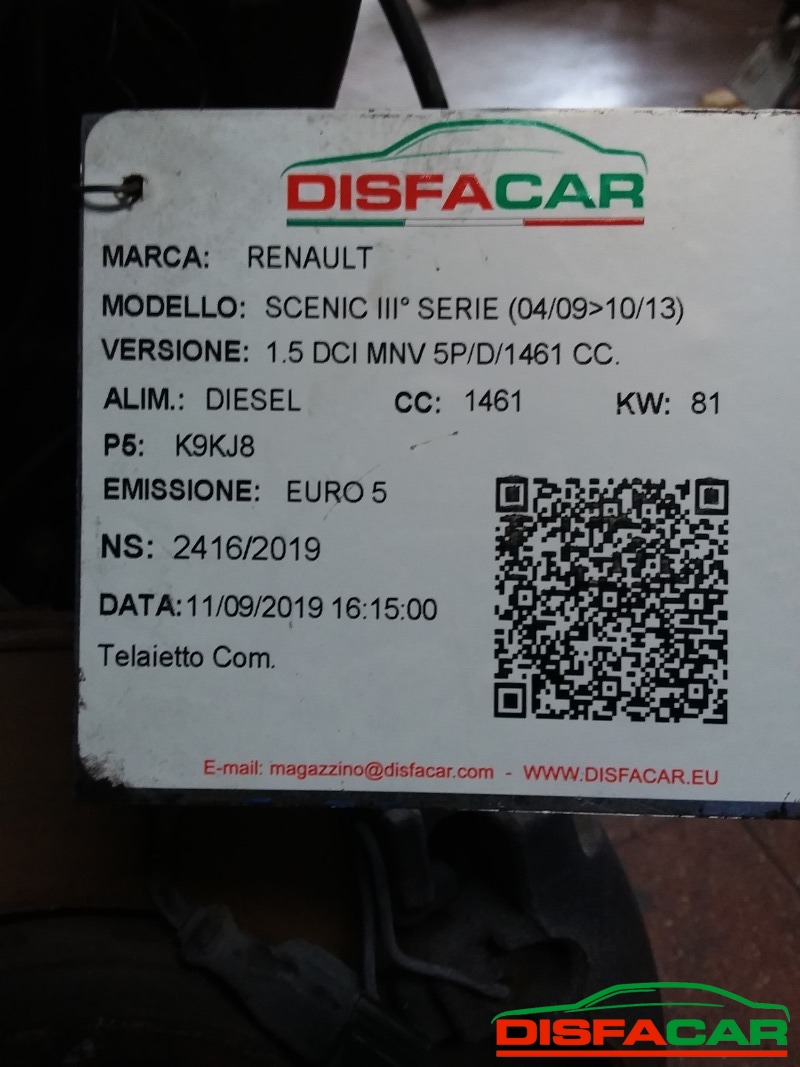 DISFACAR
MARCA: RENAULT
MODELLO: SCENIC III° SERIE (04/09>10/13)
VERSIONE: 1.5 DCI MNV 5P/D/1461 CC.
ALIM.: DIESEL CC: 1461 KW: 81
P5: K9KJ8
EMISSIONE: EURO 5
NS: 2416/2019
DATA: 11/09/2019 16:15:00
Telaietto Com.
E-mail: magazzino@disfacar.com - WWW.DISFACAR.EU
DISFACAR